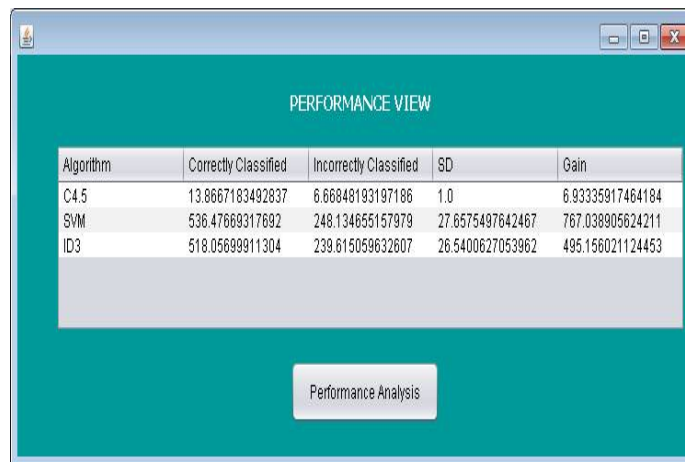 PERFORMANCE VIEW
Algorithm Correctly Classified Incorrectly Classified SD Gain
C4.5 13.8667183492837 6.66848193197186 1.0 6.93335917464184
SVM 536.47669317692 248.134655157979 27.6575497642467 767.038905624211
ID3 518.05699911304 239.615059632607 26.5400627053962 495.156021124453
Performance Analysis